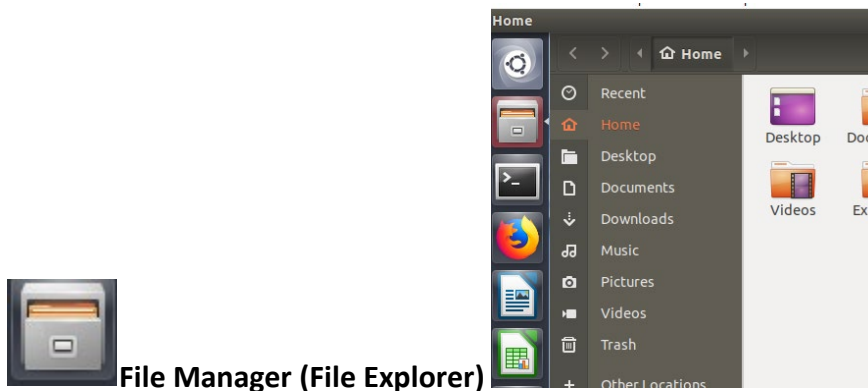 Home
Home
Recent
Home
Desktop
Documents
Downloads
Music
Pictures
Videos
Trash
Other Locations
Desktop
Videos
File Manager (File Explorer)